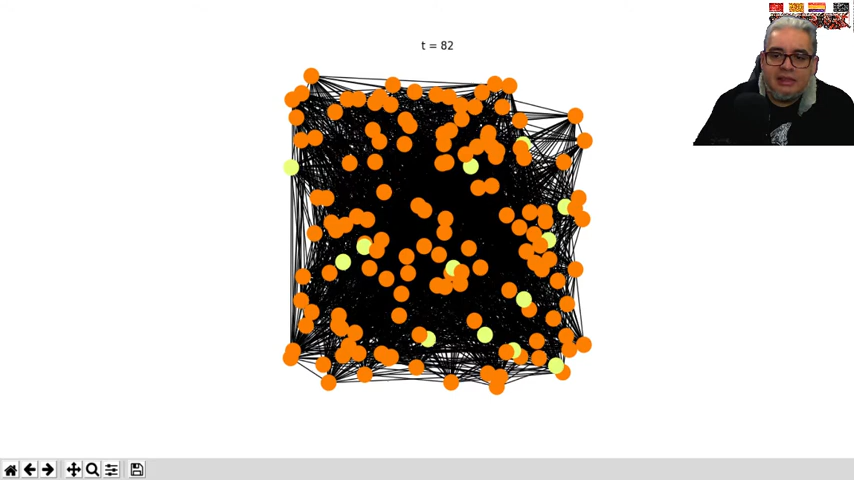 t = 82